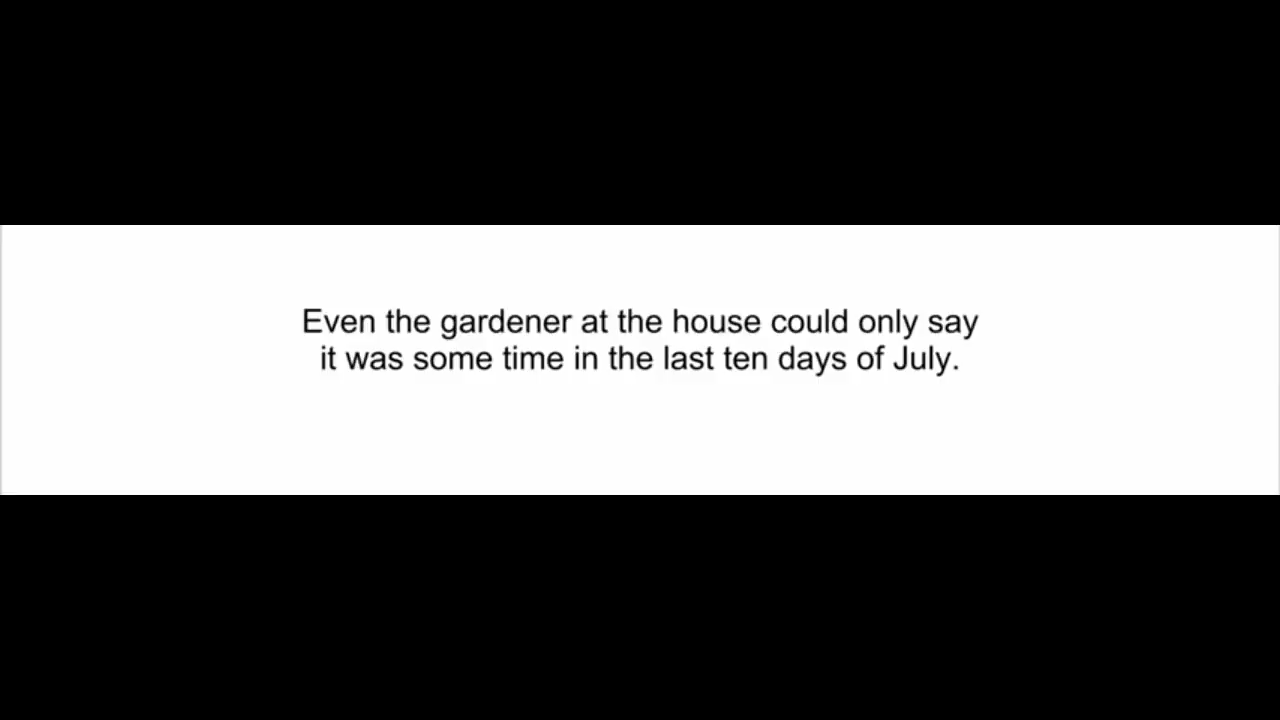 Even the gardener at the house could only say
it was some time in the last ten days of July.